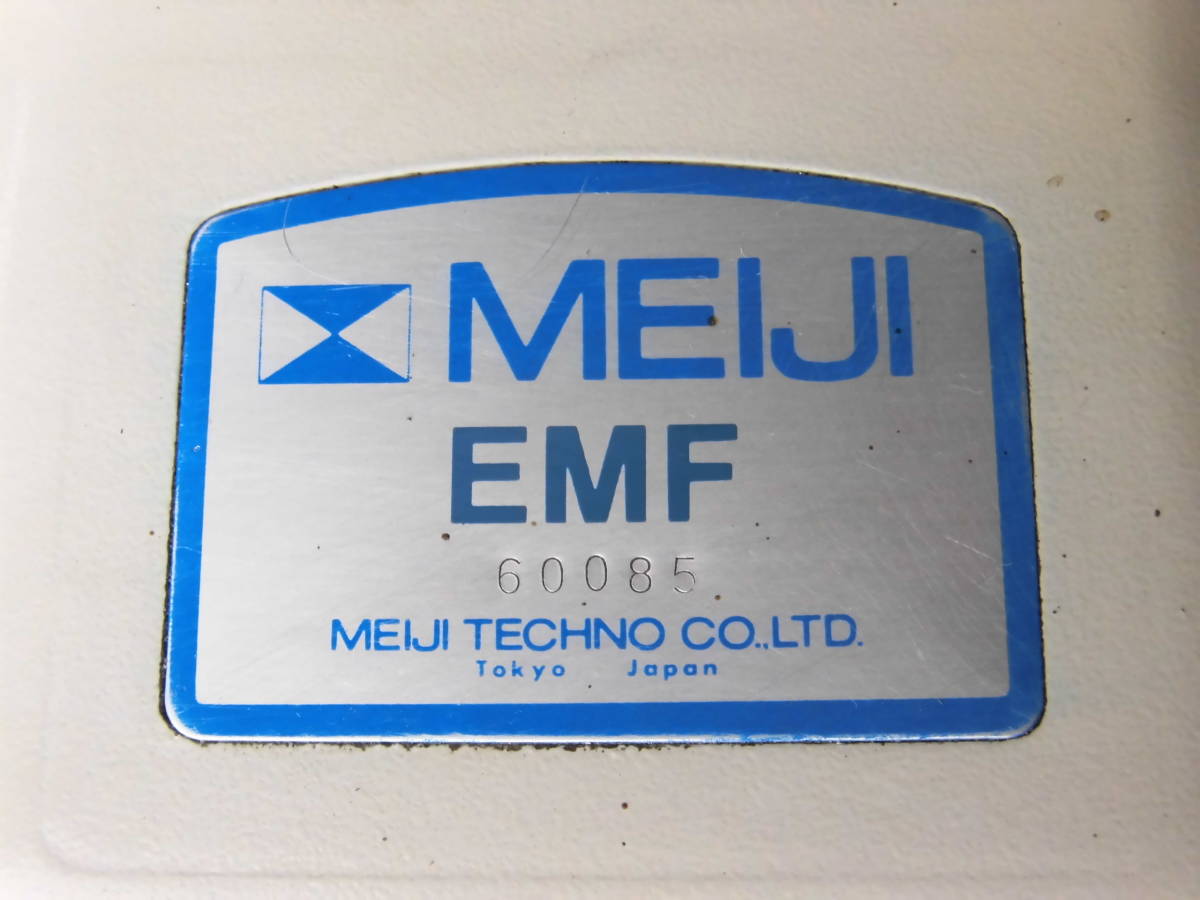 MEIJI
EMF
60085
MEIJI TECHNO CO.,LTD.
Tokyo Japan